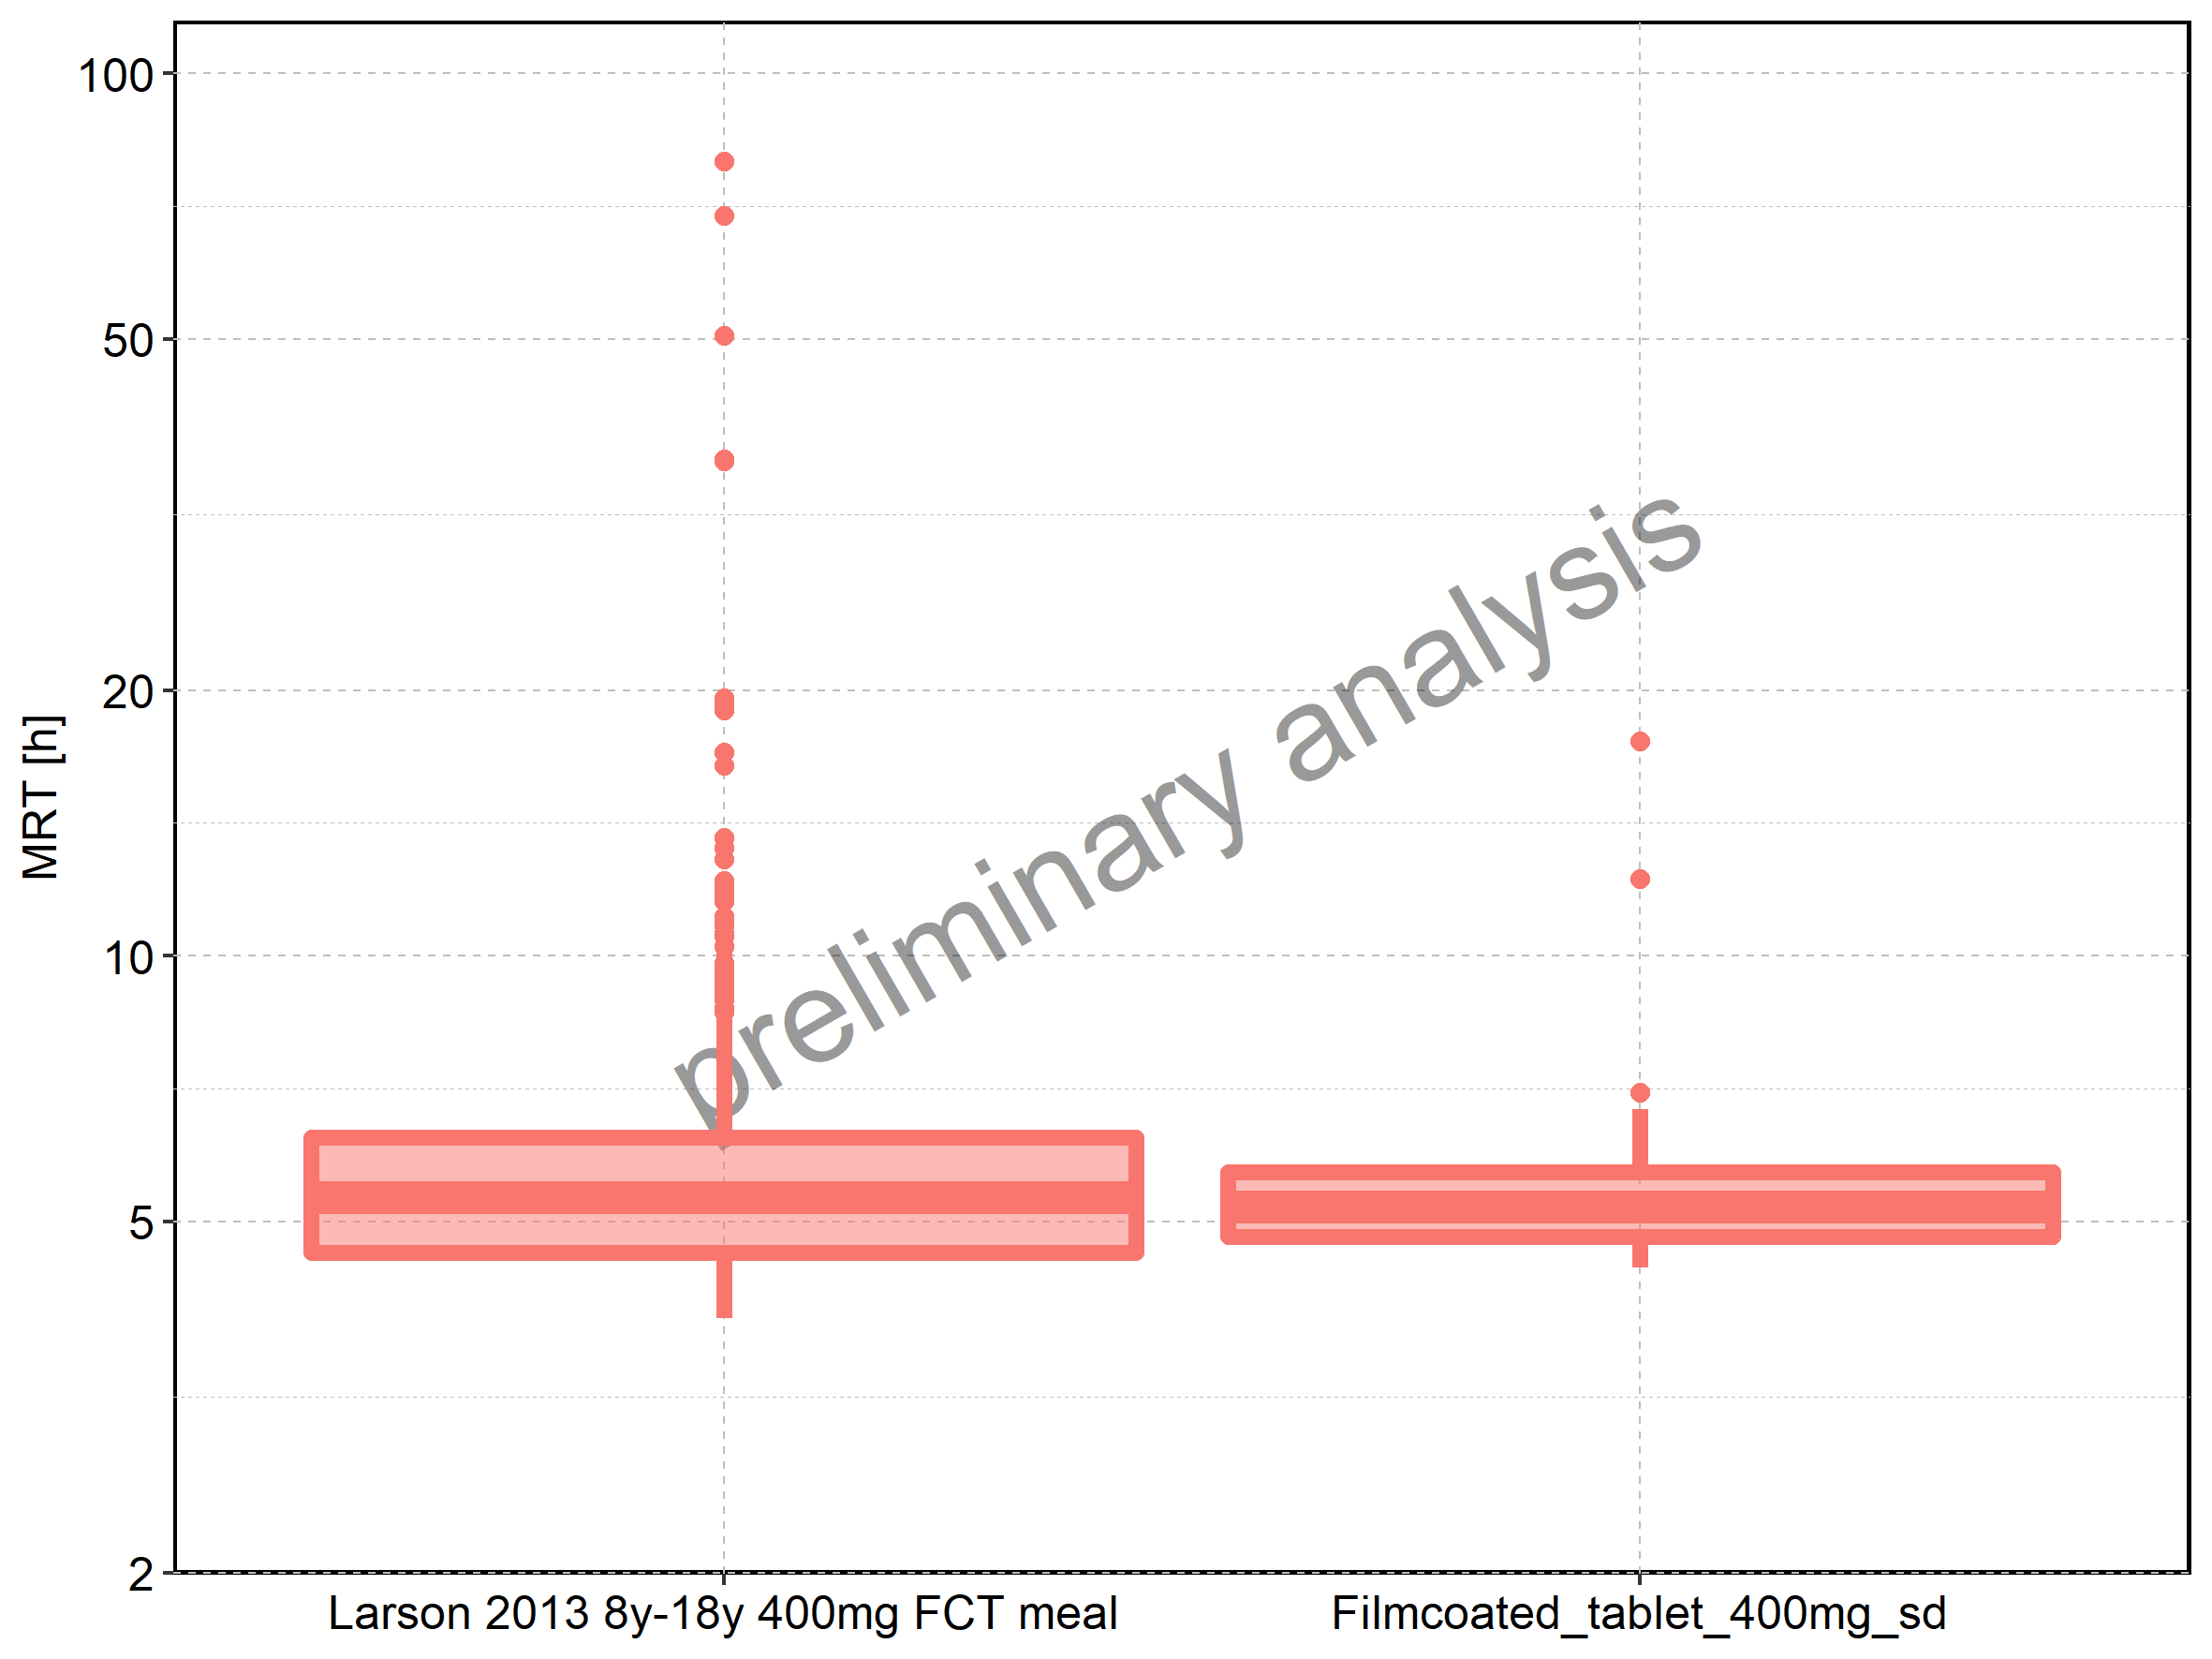 100
50
20
10
5
2
MRT [h]
preliminary analysis
Larson 2013 8y-18y 400mg FCT meal
Filmcoated_tablet_400mg_sd